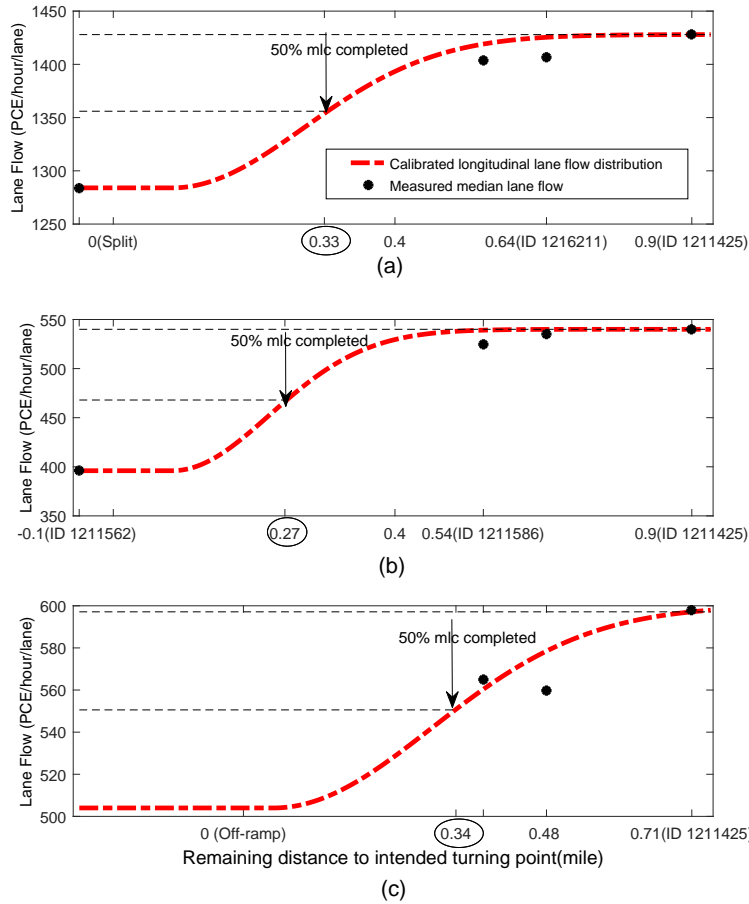 Lane Flow (PCE/hour/lane)
1450
1400
1350
1300
1250
50% mlc completed
Calibrated longitudinal lane flow distribution
Measured median lane flow
0(Split) 0.33 0.4 0.64(ID 1216211) 0.9(ID 1211425)
(a)
Lane Flow (PCE/hour/lane)
550
500
450
400
350
50% mlc completed
-0.1(ID 1211562) 0.27 0.4 0.54(ID 1211586) 0.9(ID 1211425)
(b)
Lane Flow (PCE/hour/lane)
600
580
560
540
520
500
50% mlc completed
0 (Off-ramp) 0.34 0.48 0.71(ID 1211425)
Remaining distance to intended turning point(mile)
(c)